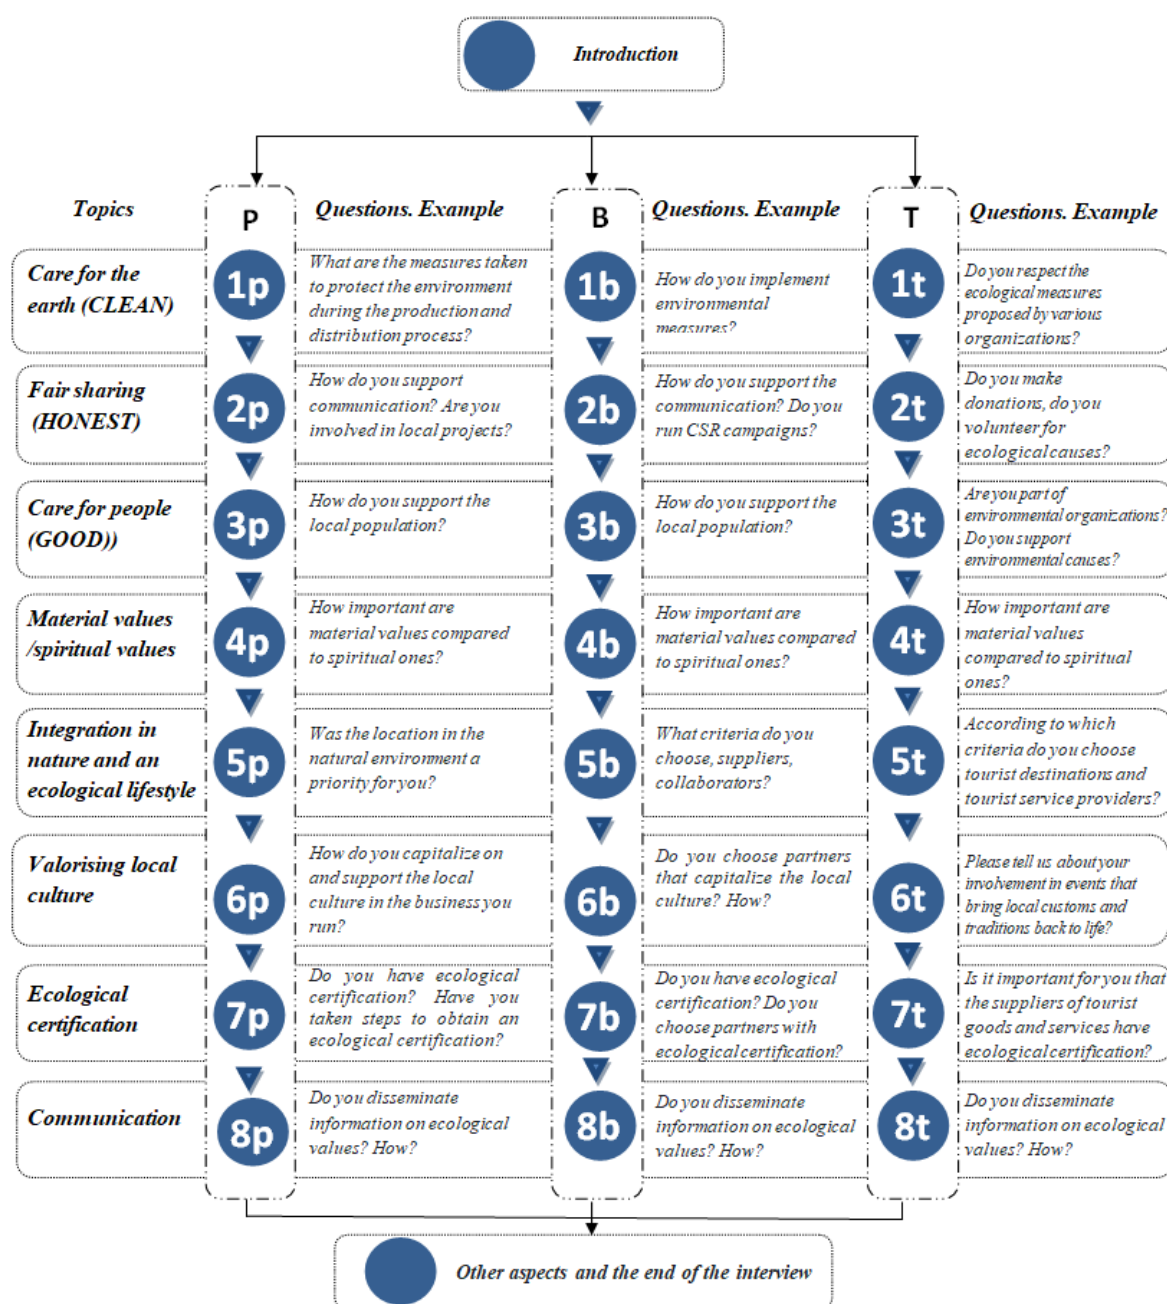 Introduction
Topics
P
Questions. Example
B
Questions. Example
T
Questions. Example
Care for the
earth (CLEAN)
1p
What are the measures taken
to protect the environment
during the production and
distribution process?
1b
How do you implement
environmental
measures?
1t
Do you respect the
ecological measures
proposed by various
organizations?
Fair sharing
(HONEST)
2p
How do you support
communication? Are you
involved in local projects?
2b
How do you support the
communication? Do you
run CSR campaigns?
2t
Do you make
donations, do you
volunteer for
ecological causes?
Care for people
(GOOD))
3p
How do you support the
local population?
3b
How do you support the
local population?
3t
Are you part of
environmental organizations?
Do you support
environmental causes?
Material values
/spiritual values
4p
How important are
material values compared
to spiritual ones?
4b
How important are
material values compared
to spiritual ones?
4t
How important are
material values
compared to spiritual
ones?
Integration in
nature and an
ecological lifestyle
5p
Was the location in the
natural environment a
priority for you?
5b
What criteria do you
choose, suppliers,
collaborators?
5t
According to which
criteria do you choose
tourist destinations and
tourist service providers?
Valorising local
culture
6p
How do you capitalize on
and support the local
culture in the business you
run?
6b
Do you choose partners
that capitalize the local
culture? How?
6t
Please tell us about your
involvement in events that
bring local customs and
traditions back to life?
Ecological
certification
7p
Do you have ecological
certification? Have you
taken steps to obtain an
ecological certification?
7b
Do you have ecological
certification? Do you
choose partners with
ecological certification?
7t
Is it important for you that
the suppliers of tourist
goods and services have
ecological certification?
Communication
8p
Do you disseminate
information on ecological
values? How?
8b
Do you disseminate
information on ecological
values? How?
8t
Do you disseminate
information on ecological
values? How?
Other aspects and the end of the interview